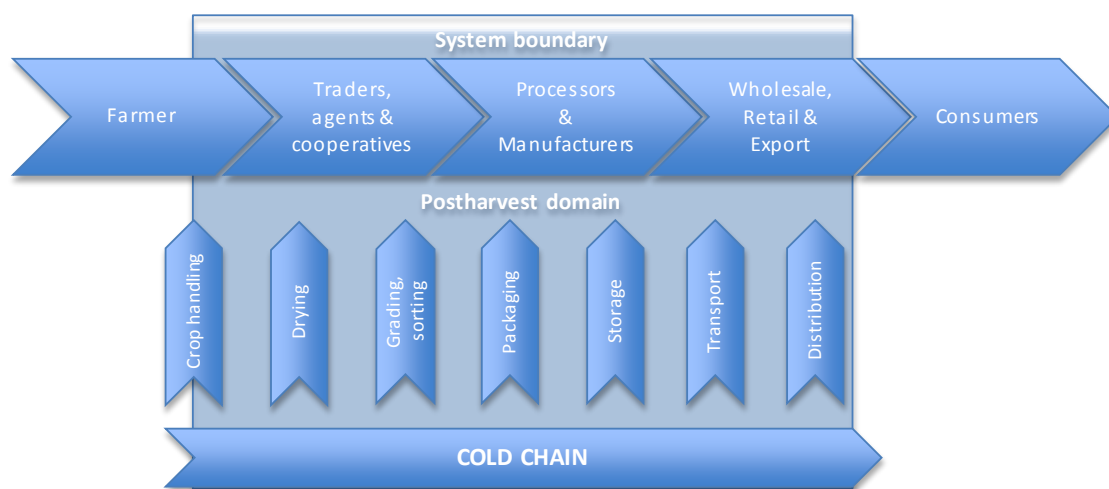 System boundary
Farmer
Traders,
agents &
cooperatives
Processors
&
Manufacturers
Wholesale,
Retail &
Export
Consumers
Postharvest domain
Crop handling
Drying
Grading,
sorting
Packaging
Storage
Transport
Distribution
COLD CHAIN